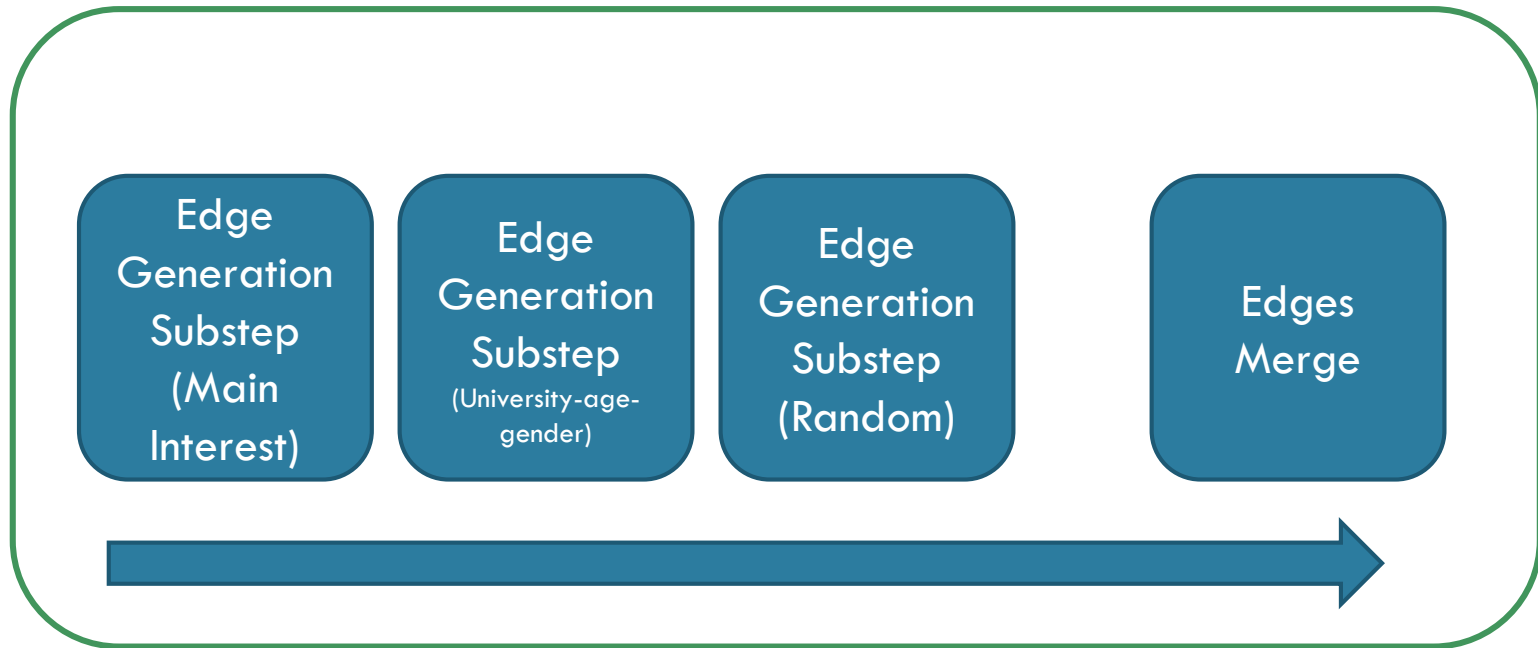 Edge
Generation
Substep
(Main
Interest)
Edge
Generation
Substep
(University-age-
gender)
Edge
Generation
Substep
(Random)
Edges
Merge